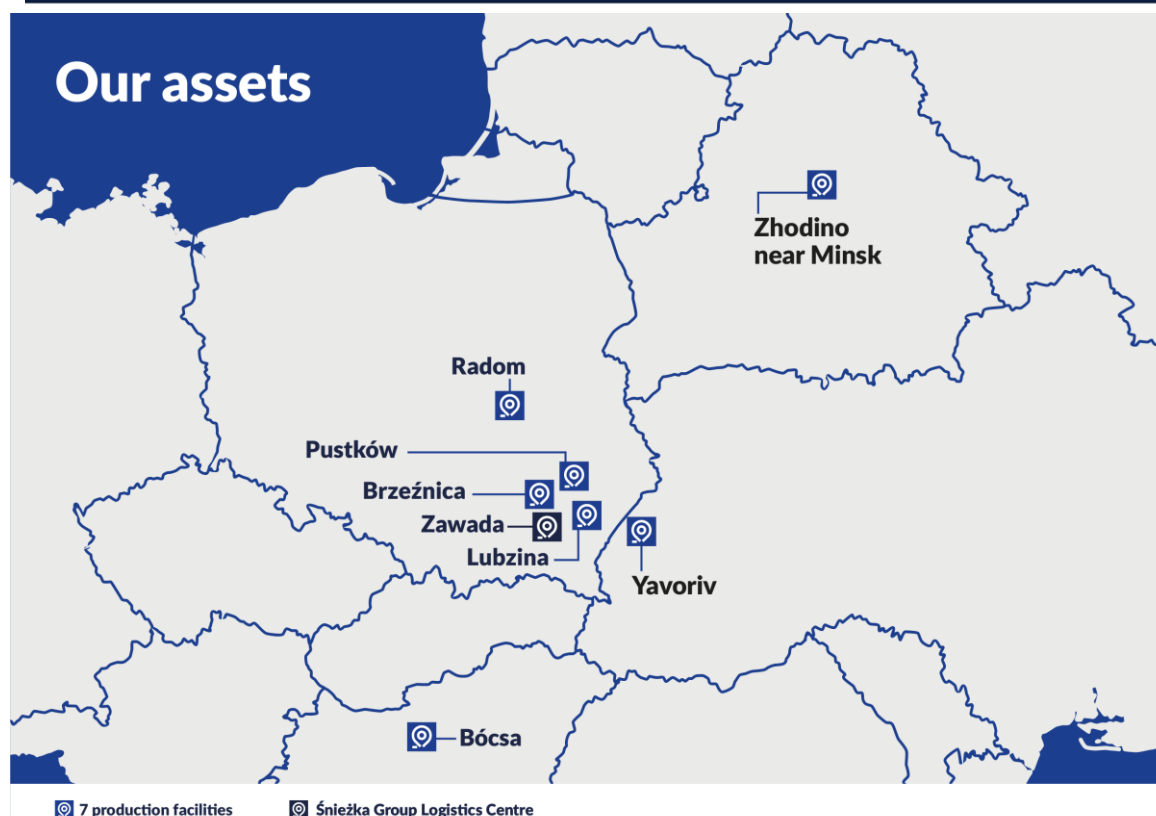 Our assets
Zhodino
near Minsk
Radom
Pustków
Brzeźnica
Zawada
Lubzina
Yavoriv
Bócsa
7 production facilities
Śnieżka Group Logistics Centre